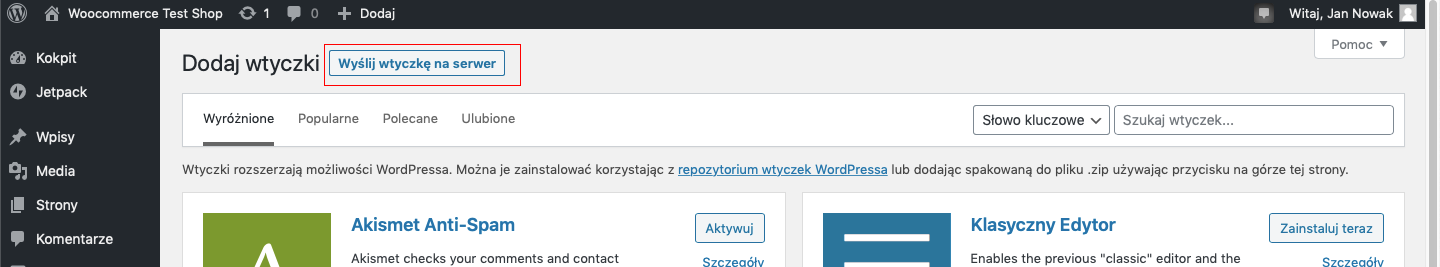 Woocommerce Test Shop 1 0 Dodaj Witaj, Jan Nowak
Pomoc
Kokpit
Jetpack
Wpisy
Media
Strony
Komentarze
Dodaj wtyczki Wyślij wtyczkę na serwer
Wyróżnione Popularne Polecane Ulubione Słowo kluczowe Szukaj wtyczek...
Wtyczki rozszerzają możliwości WordPressa. Można je zainstalować korzystając z repozytorium wtyczek WordPressa lub dodając spakowaną do pliku .zip używając przycisku na górze tej strony.
Akismet Anti-Spam Aktywuj
Akismet checks your comments and contact Szczegóły
Klasyczny Edytor Zainstaluj teraz
Enables the previous "classic" editor and the Szczegóły